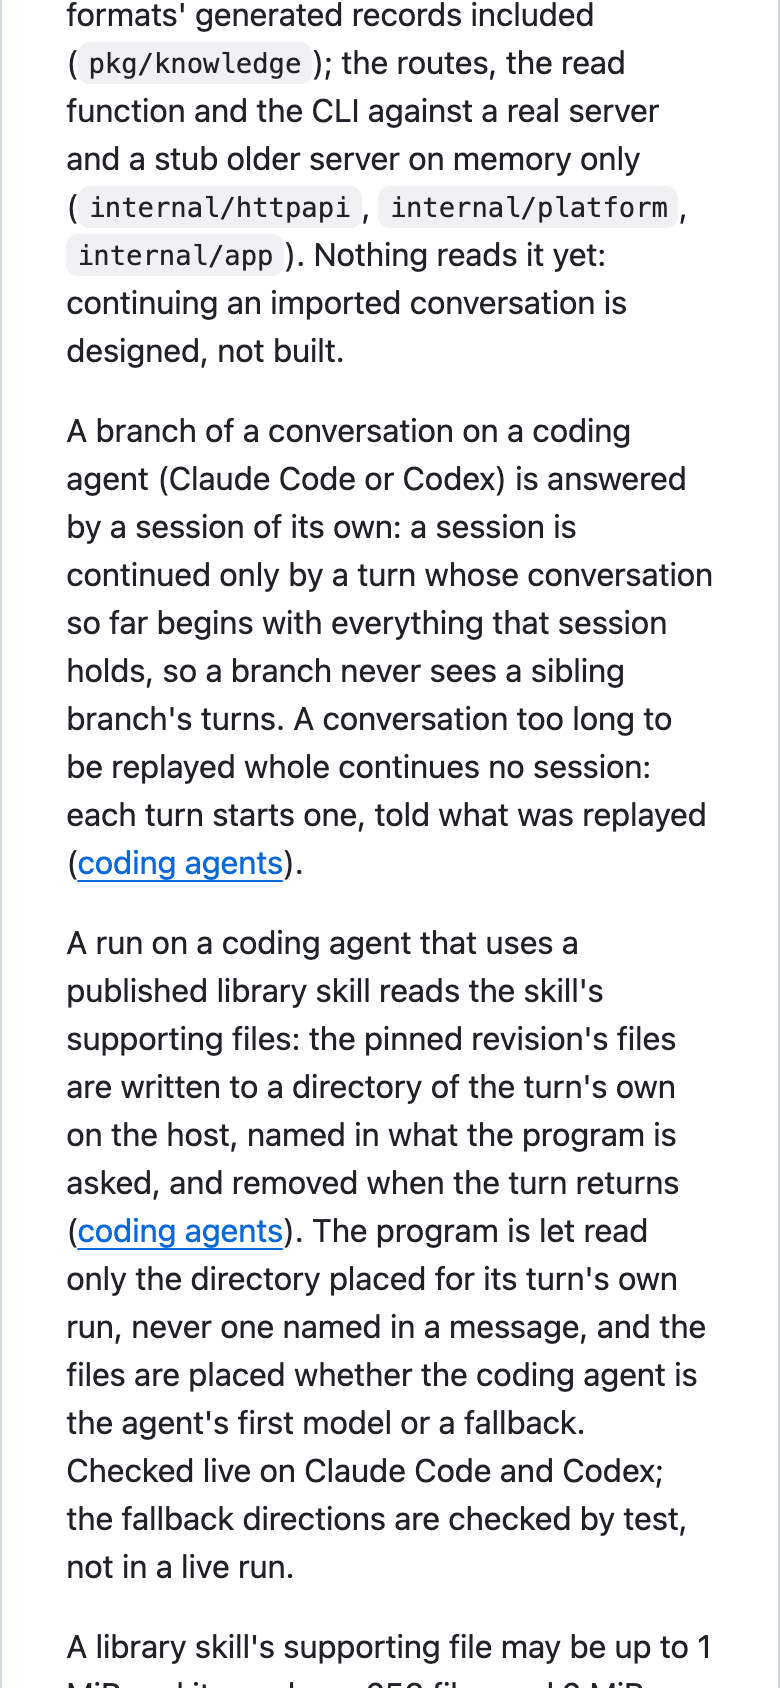 formats' generated records included
(pkg/knowledge); the routes, the read
function and the CLI against a real server
and a stub older server on memory only
(internal/httpapi, internal/platform,
internal/app). Nothing reads it yet:
continuing an imported conversation is
designed, not built.
A branch of a conversation on a coding
agent (Claude Code or Codex) is answered
by a session of its own: a session is
continued only by a turn whose conversation
so far begins with everything that session
holds, so a branch never sees a sibling
branch's turns. A conversation too long to
be replayed whole continues no session:
each turn starts one, told what was replayed
(coding agents).
A run on a coding agent that uses a
published library skill reads the skill's
supporting files: the pinned revision's files
are written to a directory of the turn's own
on the host, named in what the program is
asked, and removed when the turn returns
(coding agents). The program is let read
only the directory placed for its turn's own
run, never one named in a message, and the
files are placed whether the coding agent is
the agent's first model or a fallback.
Checked live on Claude Code and Codex;
the fallback directions are checked by test,
not in a live run.
A library skill's supporting file may be up to 1